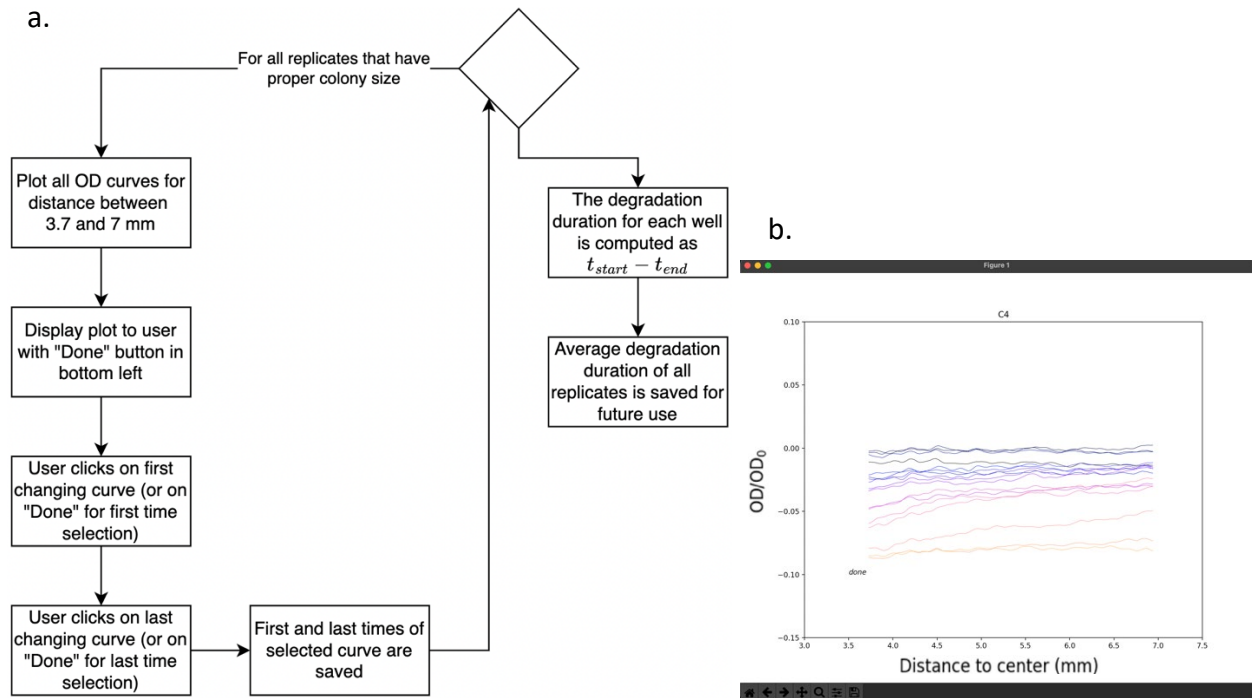 a.
For all replicates that have
proper colony size
Plot all OD curves for
distance between
3.7 and 7 mm
Display plot to user
with "Done" button in
bottom left
User clicks on first
changing curve (or on
"Done" for first time
selection)
User clicks on last
changing curve (or on
"Done" for last time
selection)
First and last times of
selected curve are
saved
The degradation
duration for each well
is computed as
t_start − t_end
Average degradation
duration of all
replicates is saved for
future use
b.
Figure 1
C4
0.10
0.05
0.00
−0.05
−0.10
−0.15
OD/OD₀
done
3.0 3.5 4.0 4.5 5.0 5.5 6.0 6.5 7.0 7.5
Distance to center (mm)